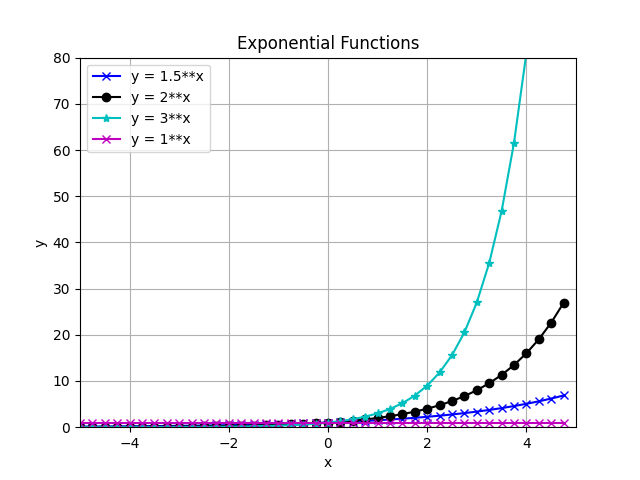 Exponential Functions
y = 1.5**x
y = 2**x
y = 3**x
y = 1**x
80
70
60
50
40
30
20
10
0
y
−4
−2
0
2
4
x